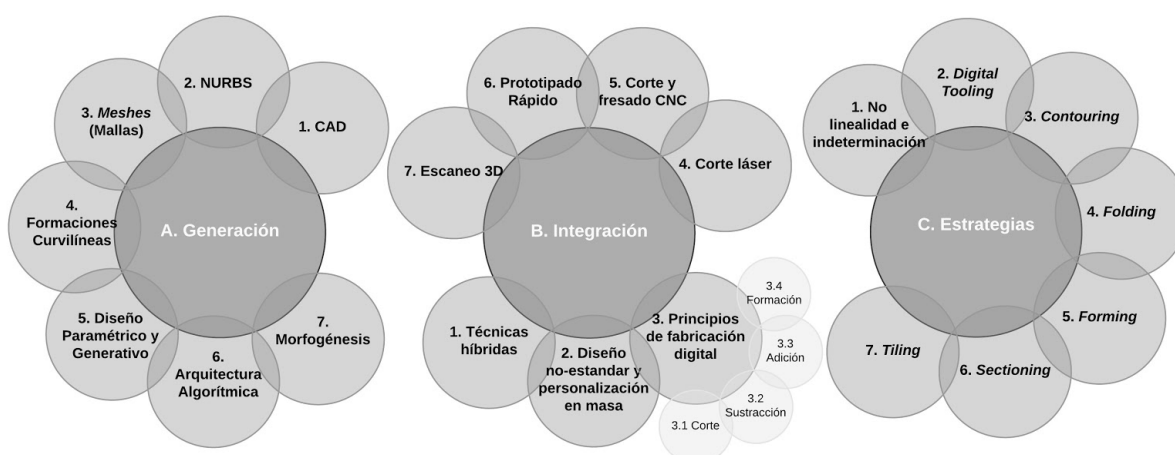 A. Generación
1. CAD
2. NURBS
3. Meshes
(Mallas)
4.
Formaciones
Curvilíneas
5. Diseño
Paramétrico y
Generativo
6.
Arquitectura
Algorítmica
7.
Morfogénesis
B. Integración
1. Técnicas
híbridas
2. Diseño
no-estandar y
personalización
en masa
3. Principios
de fabricación
digital
3.1 Corte
3.2
Sustracción
3.3
Adición
3.4
Formación
4. Corte láser
5. Corte y
fresado CNC
6. Prototipado
Rápido
7. Escaneo 3D
C. Estrategias
1. No
linealidad e
indeterminación
2. Digital
Tooling
3. Contouring
4. Folding
5. Forming
6. Sectioning
7. Tiling